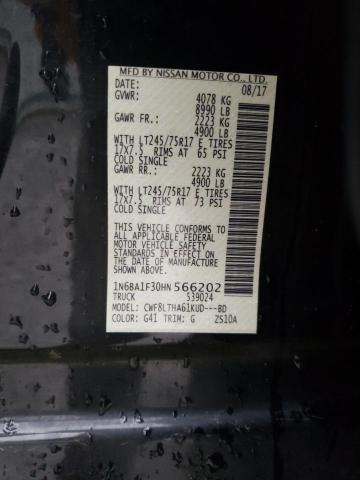 MFD BY NISSAN MOTOR CO., LTD.
DATE: 08/17
GVWR: 4078 KG
8990 LB
GAWR FR.: 2223 KG
4900 LB
WITH LT245/75R17 E TIRES
17X7.5 RIMS AT 65 PSI
COLD SINGLE
GAWR RR.: 2223 KG
4900 LB
WITH LT245/75R17 E TIRES
17X7.5 RIMS AT 73 PSI
COLD SINGLE
THIS VEHICLE CONFORMS TO
ALL APPLICABLE FEDERAL
MOTOR VEHICLE SAFETY
STANDARDS IN EFFECT ON
THE DATE OF MANUFACTURE
SHOWN ABOVE.
1N6BA1F30HN566202
TRUCK S39024
MODEL: CWF8LTHA61KUD---BD
COLOR: G41 TRIM: G ZS10A